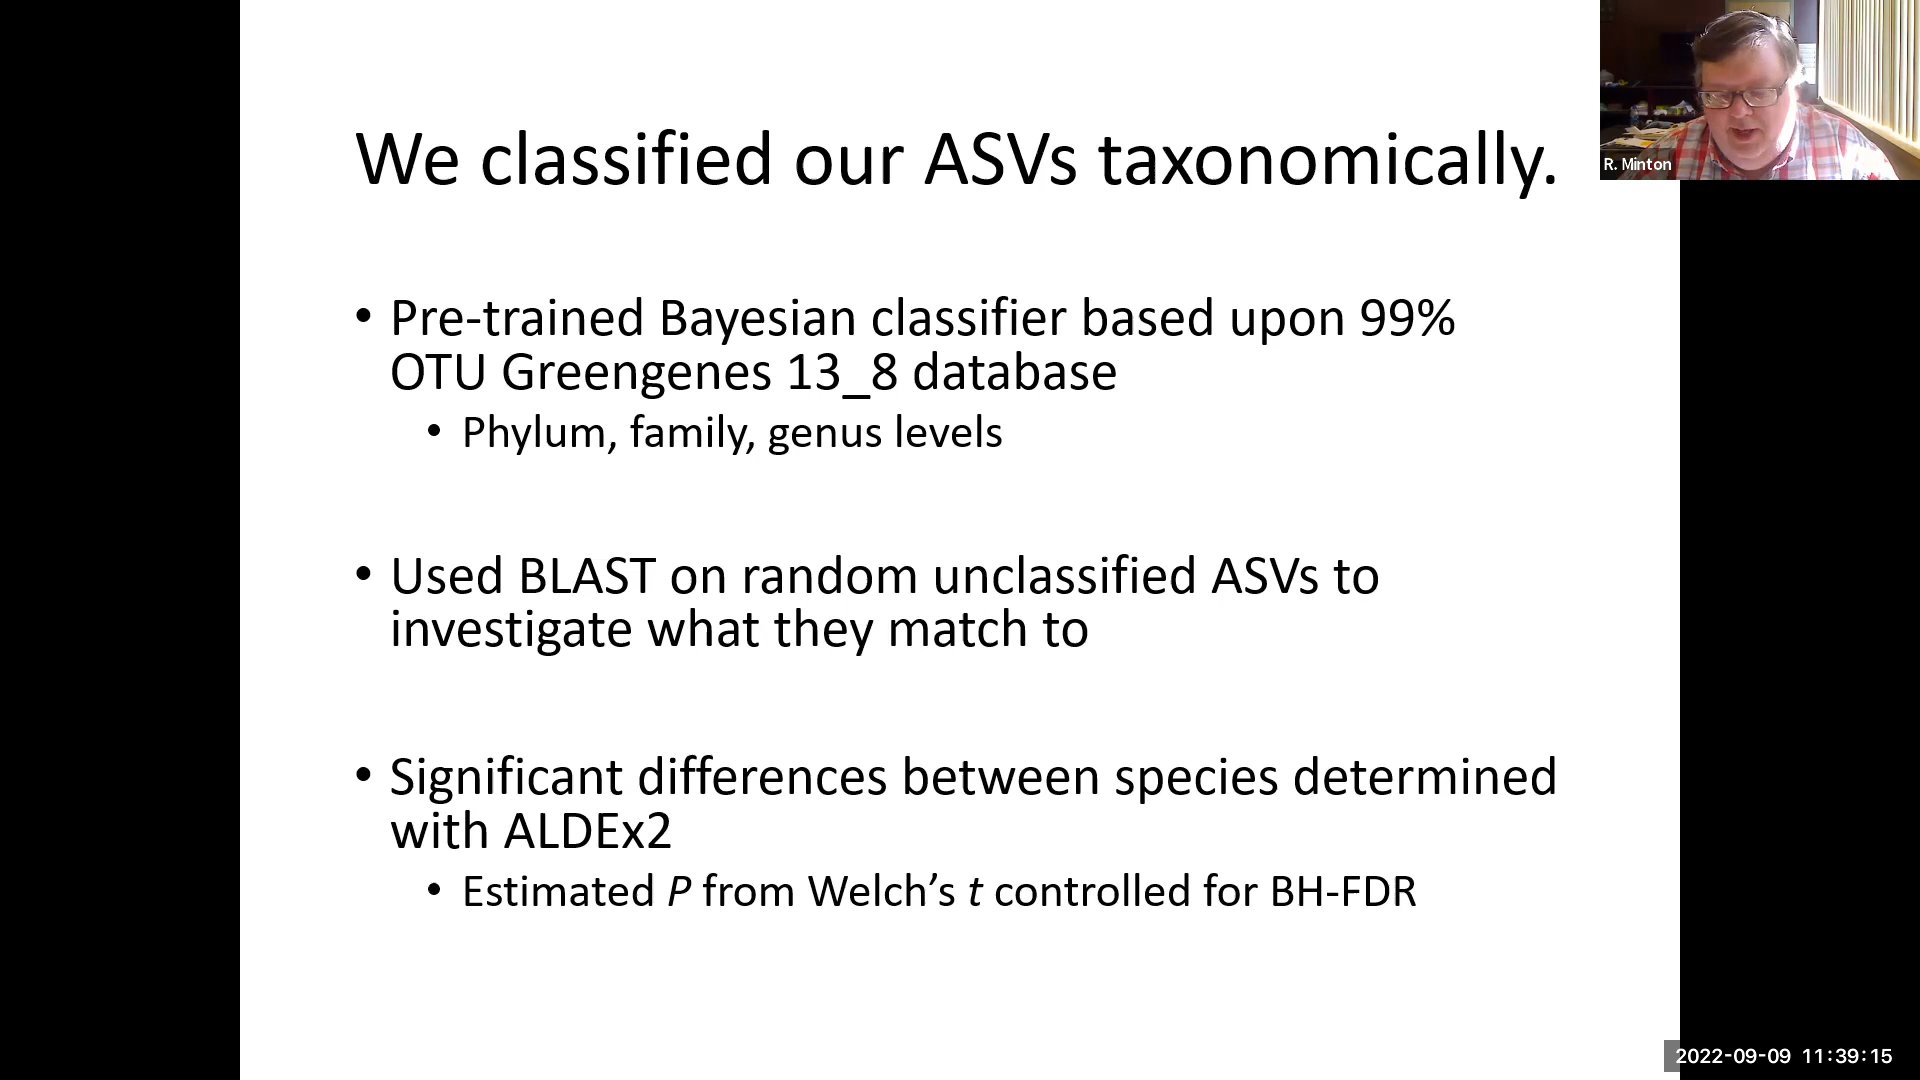 We classified our ASVs taxonomically.
R. Minton
• Pre-trained Bayesian classifier based upon 99%
OTU Greengenes 13_8 database
• Phylum, family, genus levels
• Used BLAST on random unclassified ASVs to
investigate what they match to
• Significant differences between species determined
with ALDEx2
• Estimated P from Welch’s t controlled for BH-FDR
2022-09-09 11:39:15